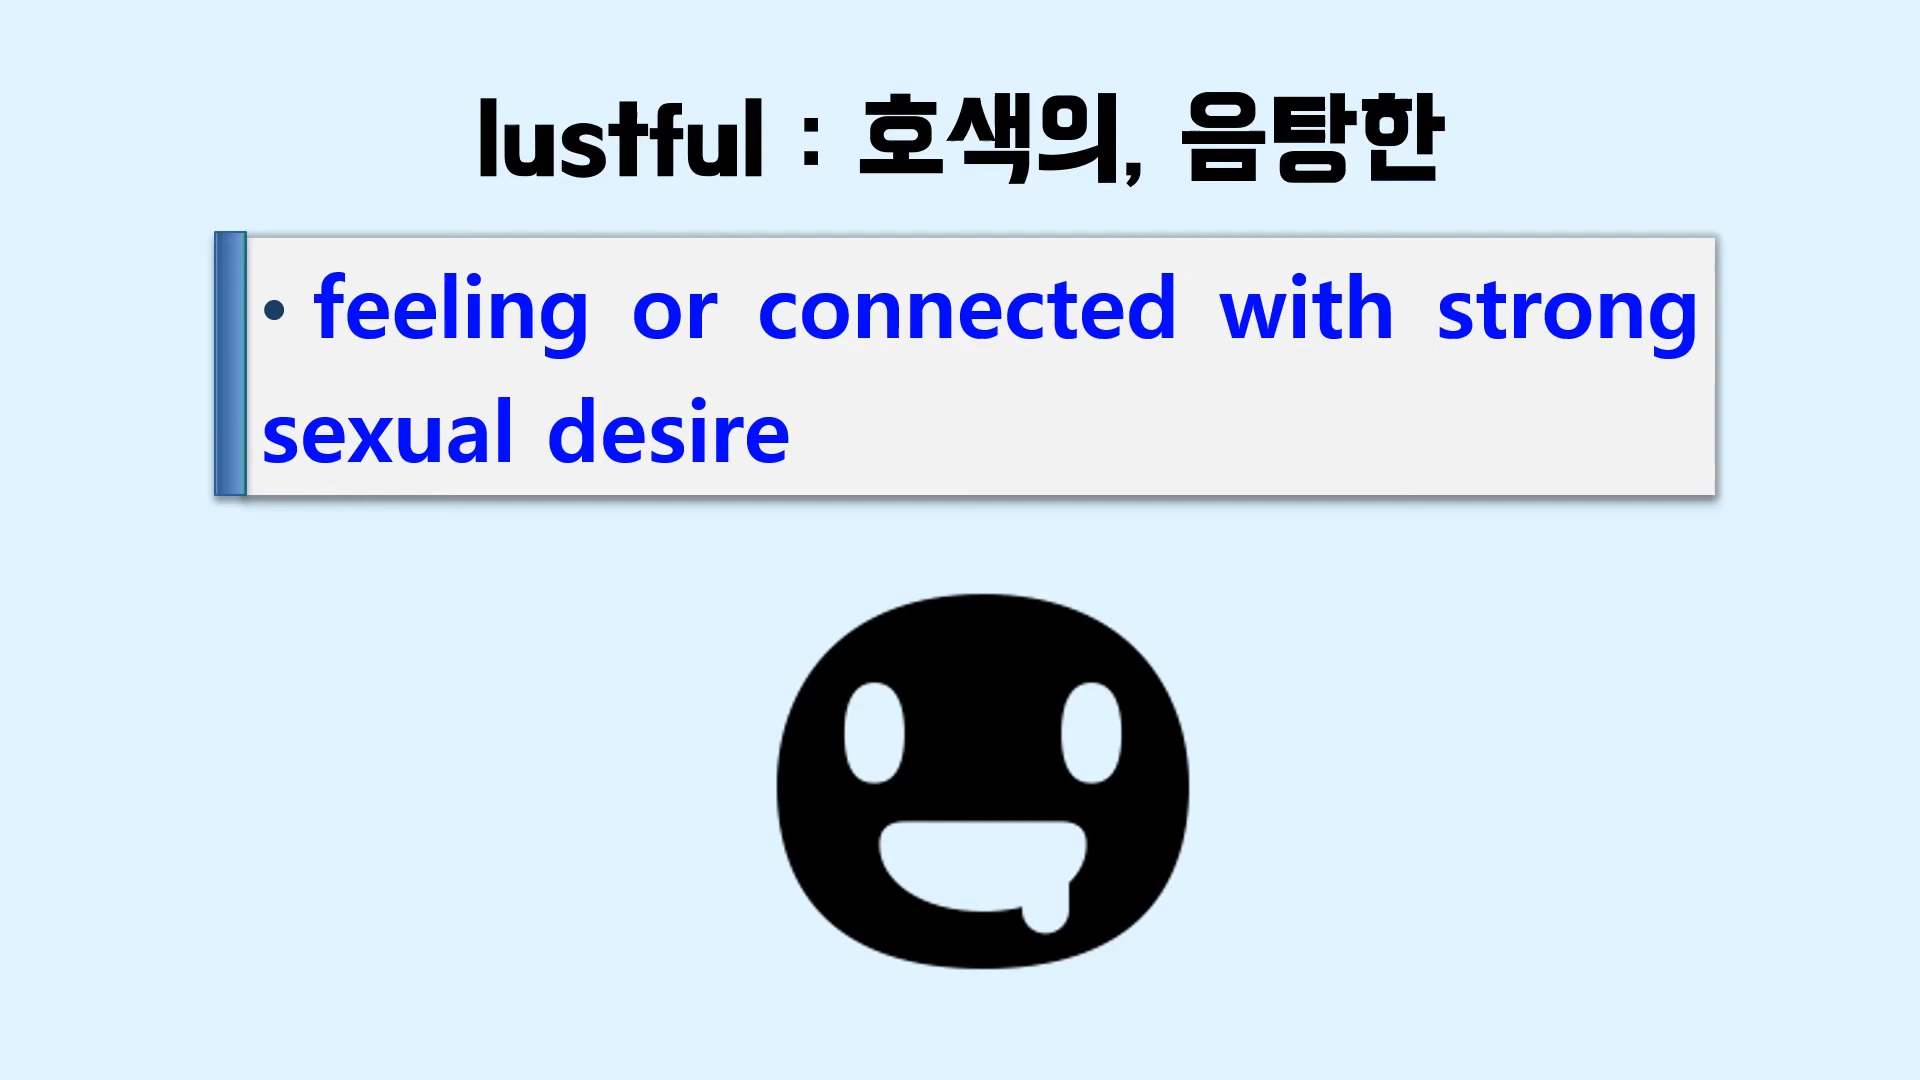 lustful : 호색의, 음탕한
• feeling or connected with strong
sexual desire